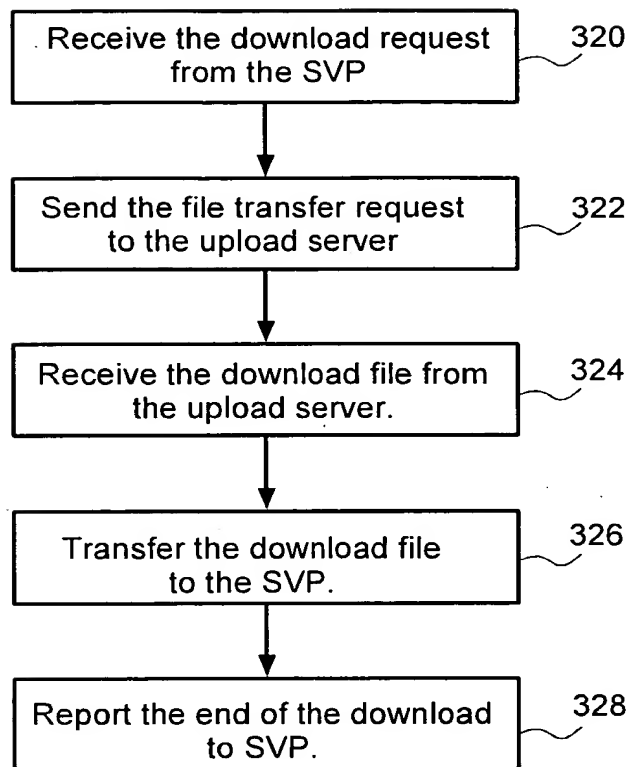 Receive the download request
from the SVP
320
Send the file transfer request
to the upload server
322
Receive the download file from
the upload server.
324
Transfer the download file
to the SVP.
326
Report the end of the download
to SVP.
328